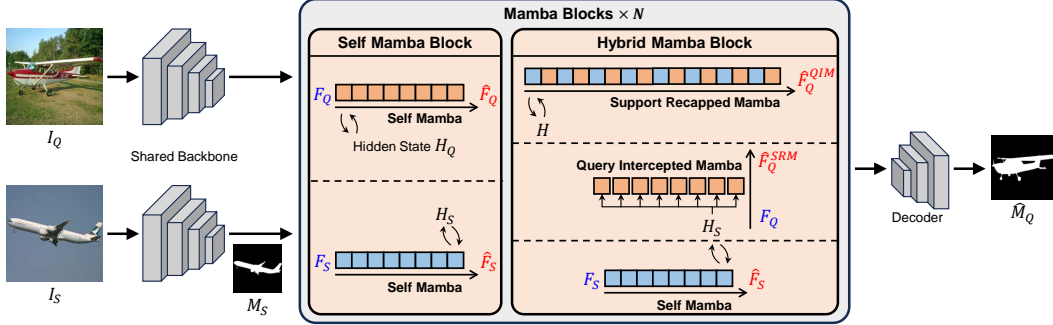 Mamba Blocks × N
Self Mamba Block
Hybrid Mamba Block
I_Q
Shared Backbone
I_S
M_S
F_Q
F̂_Q
Self Mamba
Hidden State H_Q
H_S
F_S
F̂_S
Self Mamba
F̂_Q^{QIM}
Support Recapped Mamba
H
Query Intercepted Mamba
F̂_Q^{SRM}
F_Q
H_S
F_S
F̂_S
Self Mamba
Decoder
M̂_Q